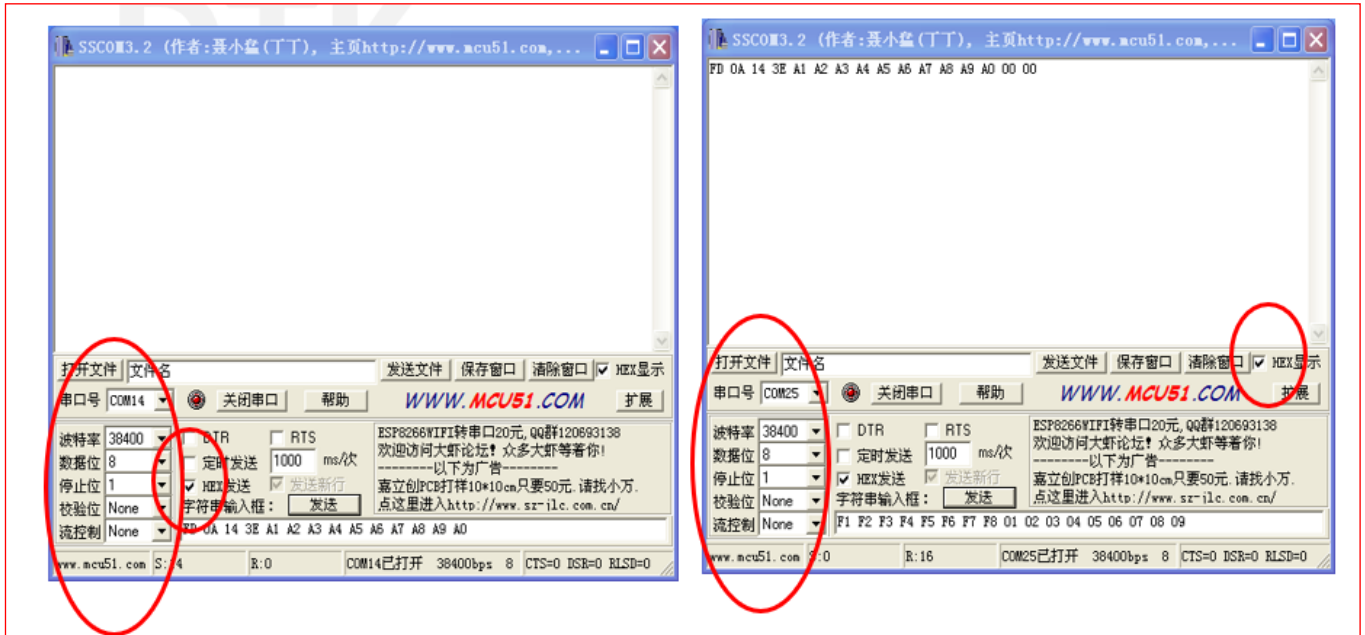 SSCOM3.2 (作者:聂小猛(丁丁), 主页http://www.mcu51.com,...
打开文件 文件名 发送文件 保存窗口 清除窗口 HEX显示
串口号 COM14 关闭串口 帮助 WWW.MCU51.COM 扩展
波特率 38400 DTR RTS
数据位 8 定时发送 1000 ms/次
停止位 1 HEX发送 发送新行
校验位 None 字符串输入框: 发送
流控制 None FD 0A 14 3E A1 A2 A3 A4 A5 A6 A7 A8 A9 A0
ESP8266WIFI转串口20元,QQ群120693138
欢迎访问大虾论坛! 众多大虾等着你!
--------以下为广告--------
嘉立创PCB打样10*10cm只要50元.请找小万.
点这里进入http://www.sz-jlc.com.cn/
www.mcu51.com R:0 COM14已打开 38400bps 8 CTS=0 DSR=0 RLSD=0
SSCOM3.2 (作者:聂小猛(丁丁), 主页http://www.mcu51.com,...
FD 0A 14 3E A1 A2 A3 A4 A5 A6 A7 A8 A9 A0 00 00
打开文件 文件名 发送文件 保存窗口 清除窗口 HEX显示
串口号 COM25 关闭串口 帮助 WWW.MCU51.COM 扩展
波特率 38400 DTR RTS
数据位 8 定时发送 1000 ms/次
停止位 1 HEX发送 发送新行
校验位 None 字符串输入框: 发送
流控制 None F1 F2 F3 F4 F5 F6 F7 F8 01 02 03 04 05 06 07 08 09
ESP8266WIFI转串口20元,QQ群120693138
欢迎访问大虾论坛! 众多大虾等着你!
--------以下为广告--------
嘉立创PCB打样10*10cm只要50元.请找小万.
点这里进入http://www.sz-jlc.com.cn/
www.mcu51.com S:0 R:16 COM25已打开 38400bps 8 CTS=0 DSR=0 RLSD=0